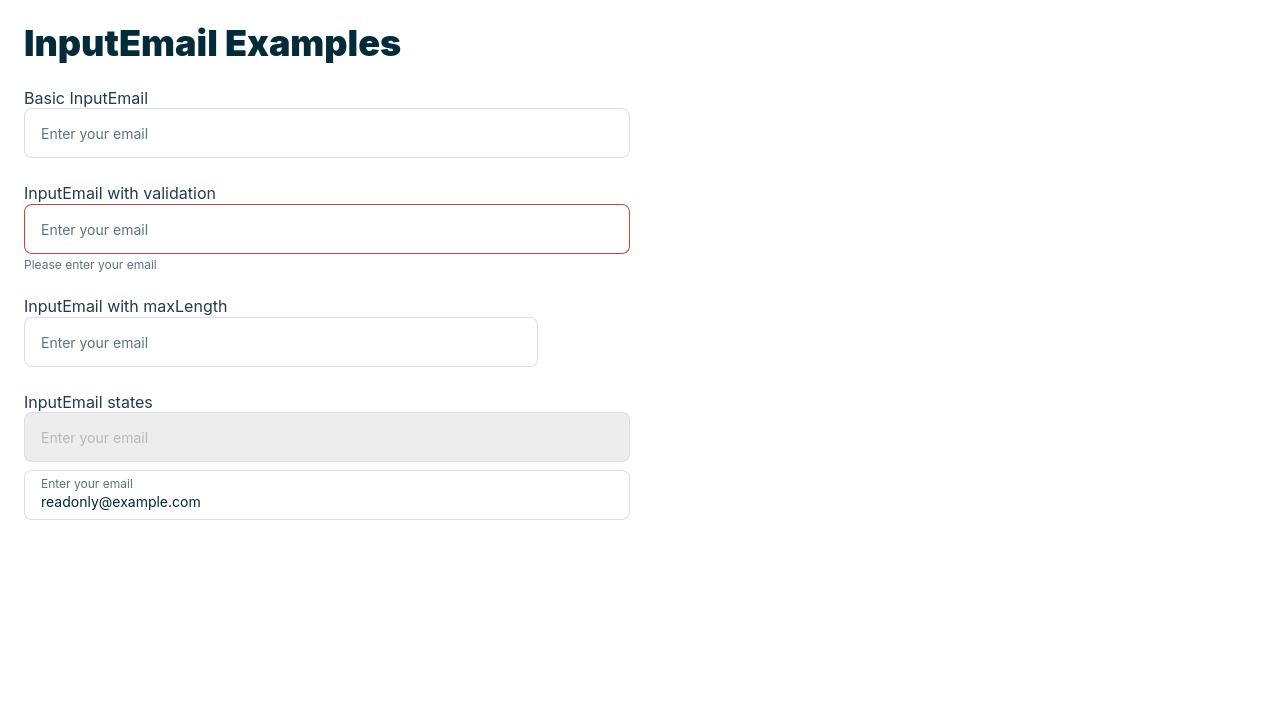 InputEmail Examples
Basic InputEmail
Enter your email
InputEmail with validation
Enter your email
Please enter your email
InputEmail with maxLength
Enter your email
InputEmail states
Enter your email
Enter your email
readonly@example.com